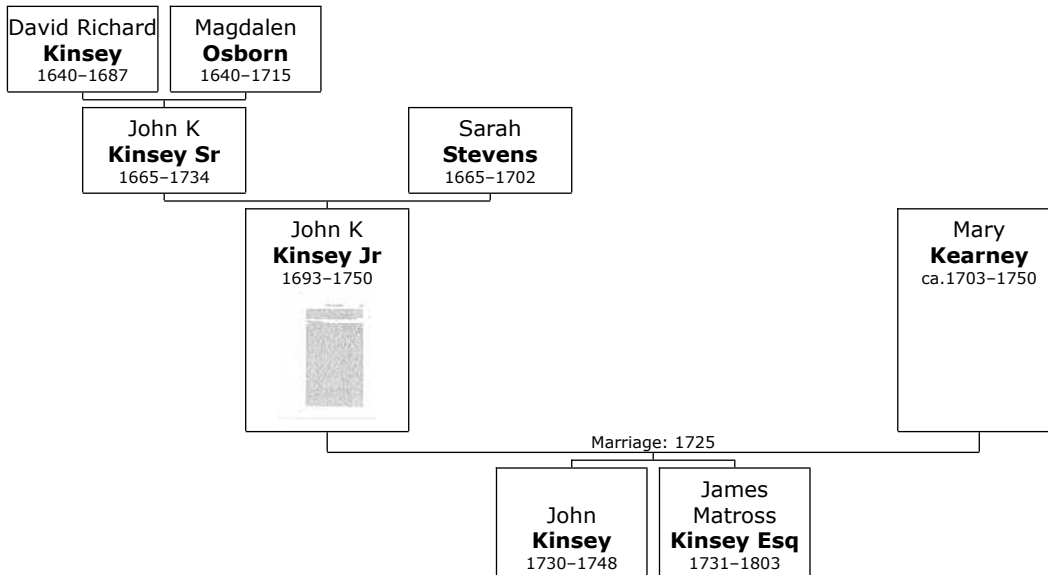 David Richard
Kinsey
1640–1687
Magdalen
Osborn
1640–1715
John K
Kinsey Sr
1665–1734
Sarah
Stevens
1665–1702
John K
Kinsey Jr
1693–1750
Mary
Kearney
ca.1703–1750
Marriage: 1725
John
Kinsey
1730–1748
James
Matross
Kinsey Esq
1731–1803